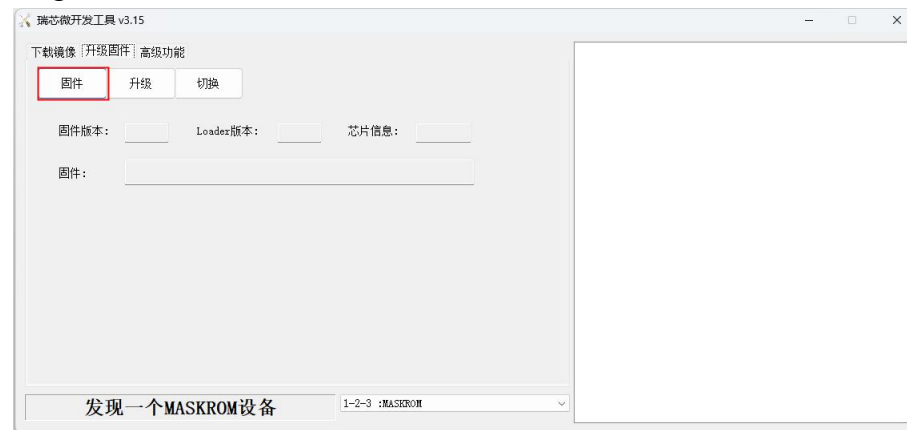 瑞芯微开发工具 v3.15
下载镜像 升级固件 高级功能
固件 升级 切换
固件版本： Loader版本： 芯片信息：
固件：
发现一个MASKROM设备 1-2-3 :MASKROM